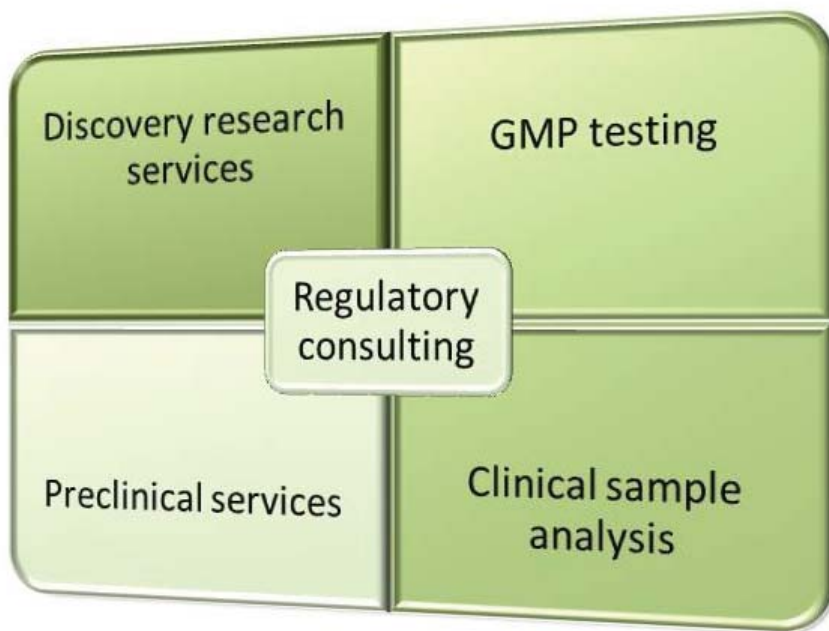 Discovery research
services
GMP testing
Regulatory
consulting
Preclinical services
Clinical sample
analysis